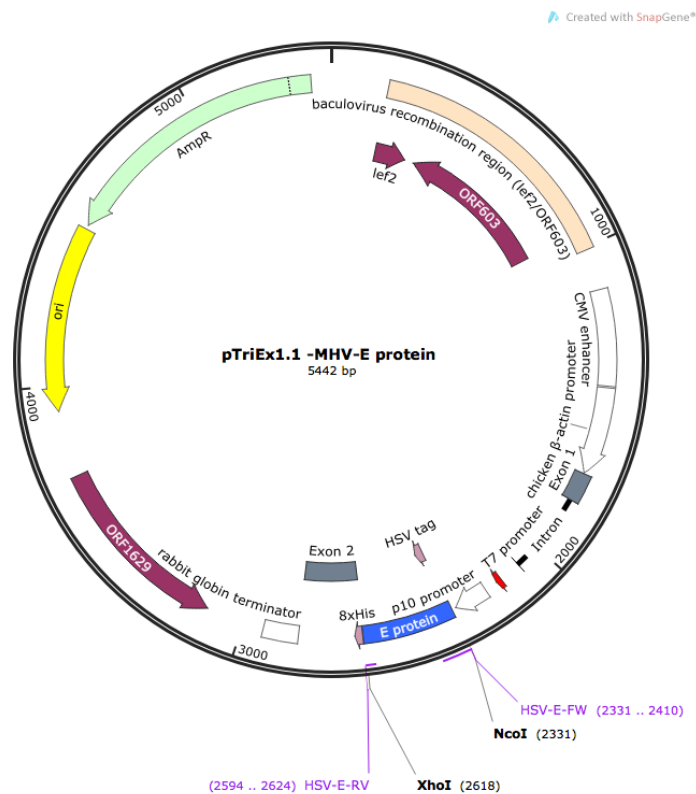 Created with SnapGene®
5000
AmpR
baculovirus recombination region (lef2/ORF603)
lef2
ORF603
1000
CMV enhancer
ori
pTriEx1.1 -MHV-E protein
5442 bp
chicken β-actin promoter
4000
Exon 1
ORF1629
rabbit globin terminator
Exon 2
HSV tag
T7 promoter
Intron
2000
p10 promoter
8xHis
E protein
3000
HSV-E-FW (2331 .. 2410)
NcoI (2331)
(2594 .. 2624) HSV-E-RV
XhoI (2618)